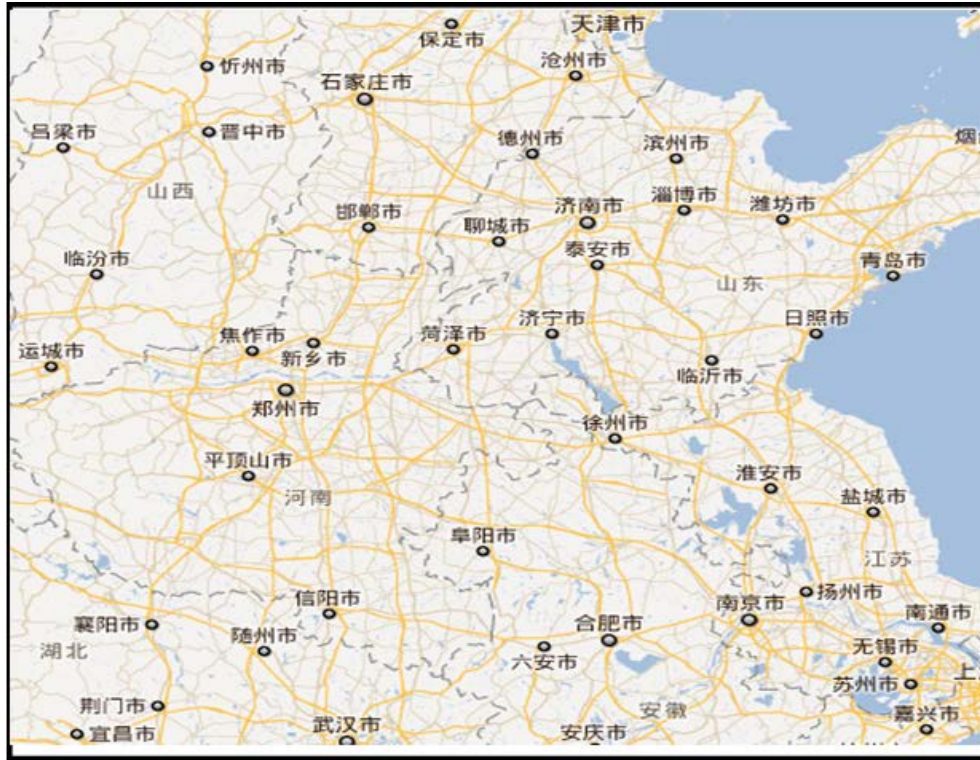 天津市
保定市
忻州市
沧州市
石家庄市
吕梁市
晋中市
德州市
滨州市
烟
山西
邯郸市
聊城市
济南市
淄博市
潍坊市
临汾市
泰安市
青岛市
山东
焦作市
新乡市
菏泽市
济宁市
日照市
运城市
临沂市
郑州市
徐州市
平顶山市
河南
淮安市
盐城市
阜阳市
江苏
信阳市
扬州市
襄阳市
随州市
合肥市
南京市
南通市
湖北
六安市
无锡市
上
苏州市
荆门市
宜昌市
武汉市
安徽
安庆市
嘉兴市